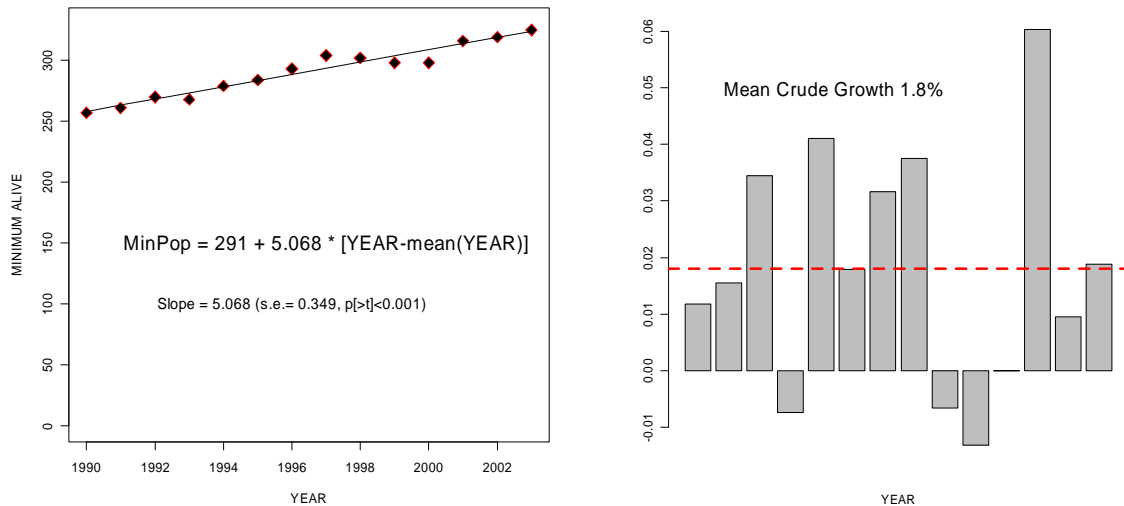 MINIMUM ALIVE
300
250
200
150
100
50
0
MinPop = 291 + 5.068 * [YEAR-mean(YEAR)]
Slope = 5.068 (s.e.= 0.349, p[>t]<0.001)
1990 1992 1994 1996 1998 2000 2002
YEAR
Mean Crude Growth 1.8%
0.06
0.05
0.04
0.03
0.02
0.01
0.00
-0.01
YEAR